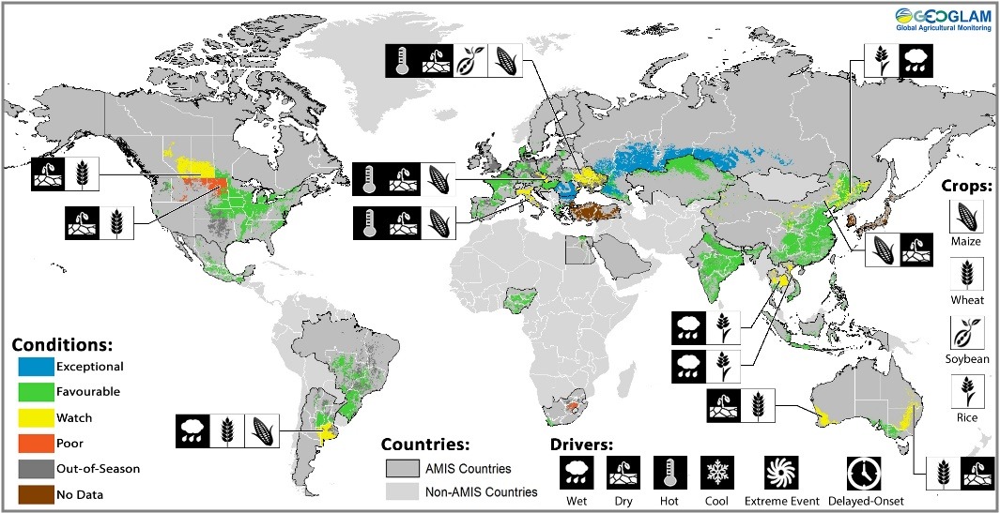 GEOGLAM
Global Agricultural Monitoring
Crops:
Maize
Wheat
Soybean
Rice
Conditions:
Exceptional
Favourable
Watch
Poor
Out-of-Season
No Data
Countries:
AMIS Countries
Non-AMIS Countries
Drivers:
Wet
Dry
Hot
Cool
Extreme Event
Delayed-Onset